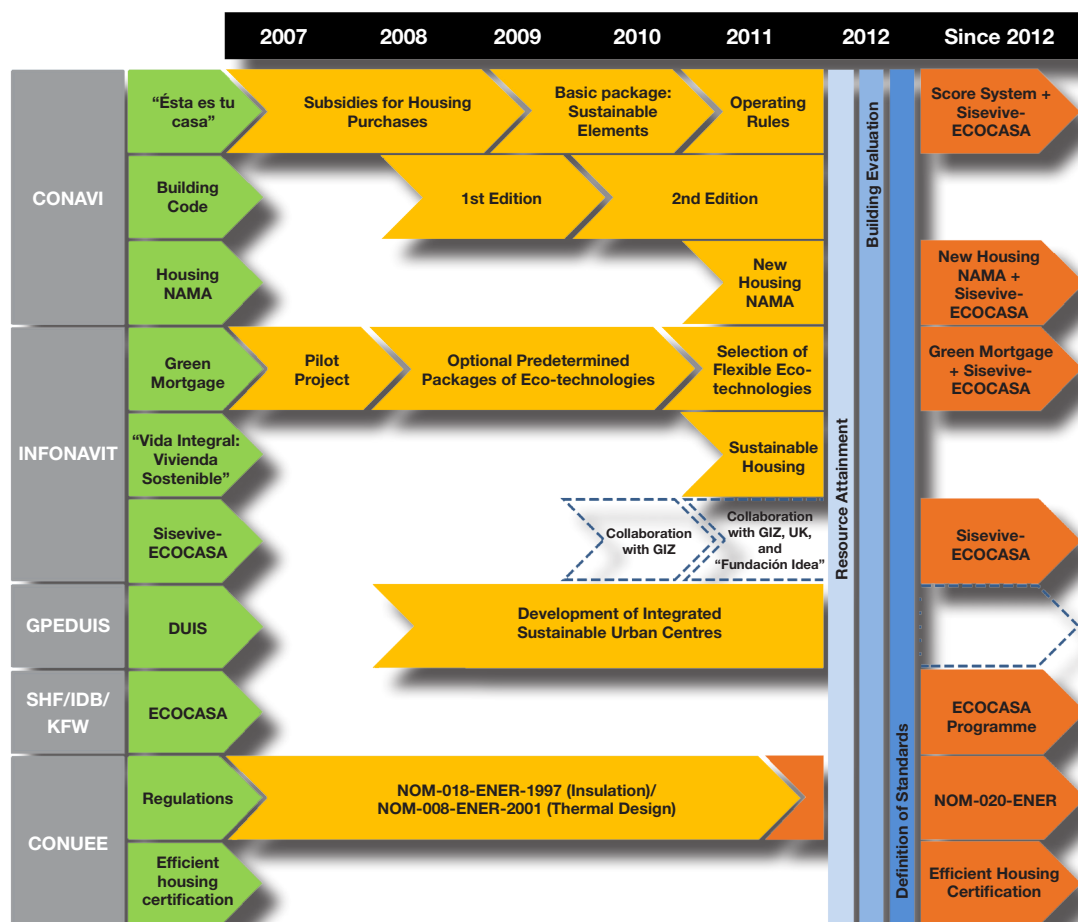 2007 2008 2009 2010 2011 2012 Since 2012
CONAVI
“Ésta es tu
casa”
Subsidies for Housing
Purchases
Basic package:
Sustainable
Elements
Operating
Rules
Score System +
Sisevive-
ECOCASA
Building
Code
1st Edition
2nd Edition
Housing
NAMA
New
Housing
NAMA
New Housing
NAMA +
Sisevive-
ECOCASA
INFONAVIT
Green
Mortgage
Pilot
Project
Optional Predetermined
Packages of Eco-technologies
Selection of
Flexible Eco-
technologies
Green Mortgage
+ Sisevive-
ECOCASA
“Vida Integral:
Vivienda
Sostenible”
Sustainable
Housing
Sisevive-
ECOCASA
Collaboration
with GIZ
Collaboration
with GIZ, UK,
and
“Fundación Idea”
Sisevive-
ECOCASA
GPEDUIS
DUIS
Development of Integrated
Sustainable Urban Centres
SHF/IDB/
KFW
ECOCASA
ECOCASA
Programme
CONUEE
Regulations
NOM-018-ENER-1997 (Insulation)/
NOM-008-ENER-2001 (Thermal Design)
NOM-020-ENER
Efficient
housing
certification
Efficient Housing
Certification
Resource Attainment
Building Evaluation
Definition of Standards